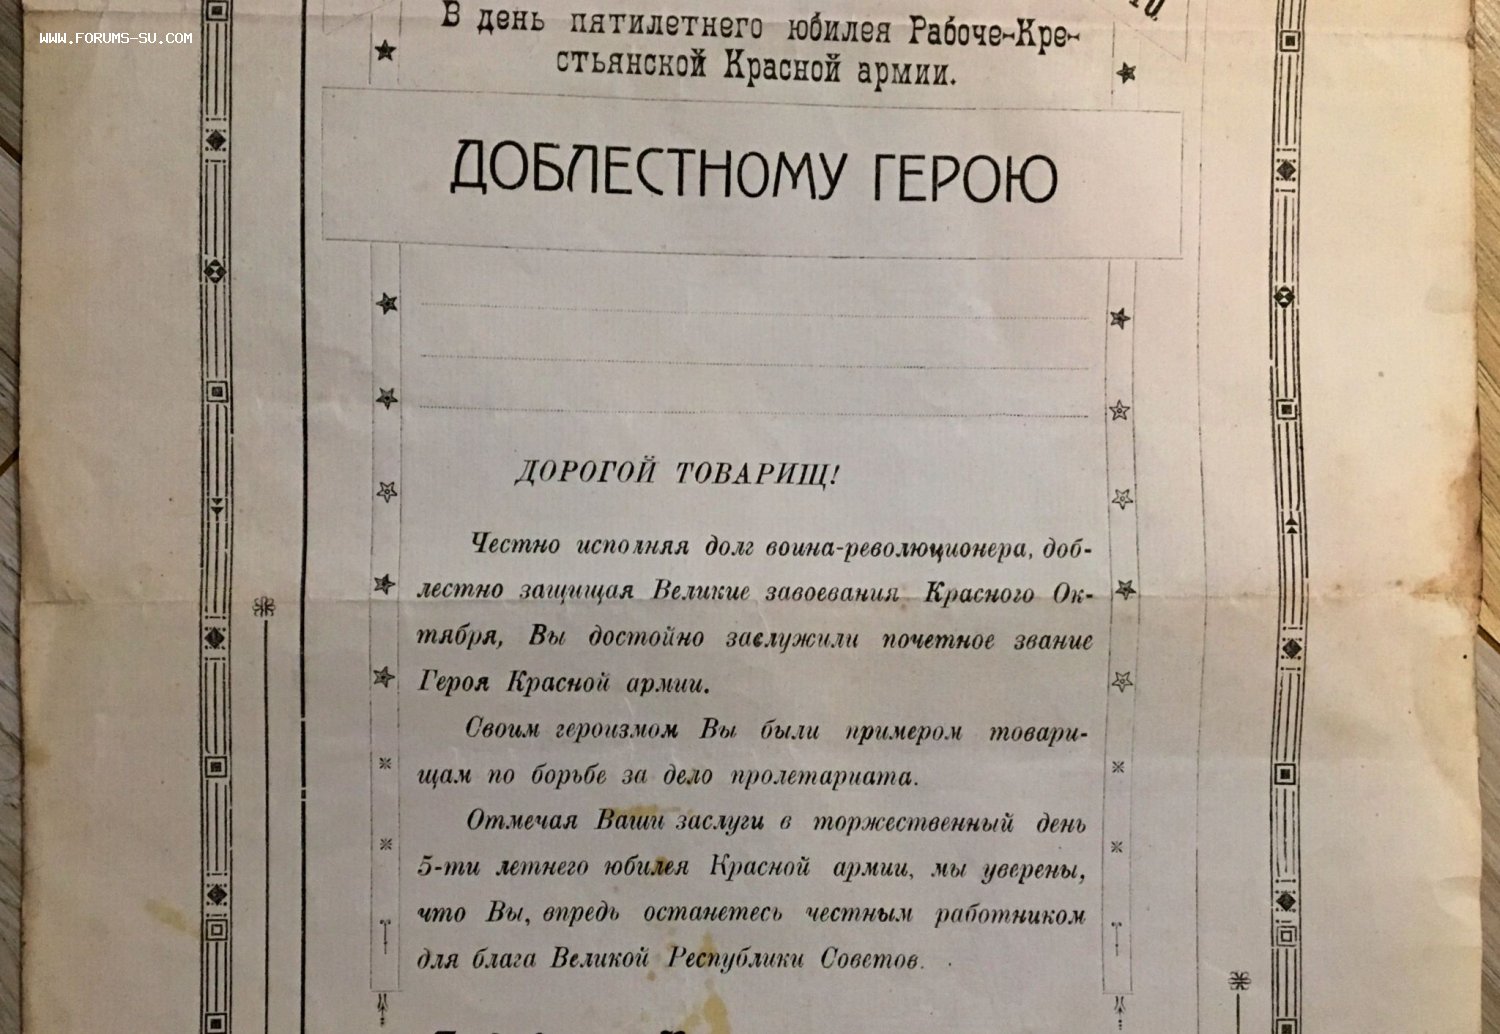 www.forums-su.com
В день пятилетнего юбилея Рабоче-Кре-
стьянской Красной армии.
ДОБЛЕСТНОМУ ГЕРОЮ
ДОРОГОЙ ТОВАРИЩ!
Честно исполняя долг воина-революционера, доб-
лестно защищая Великие завоевания Красного Ок-
тября, Вы достойно заслужили почетное звание
Героя Красной армии.
Своим героизмом Вы были примером товари-
щам по борьбе за дело пролетариата.
Отмечая Ваши заслуги в торжественный день
5-ти летнего юбилея Красной армии, мы уверены,
что Вы, впредь останетесь честным работником
для блага Великой Республики Советов.